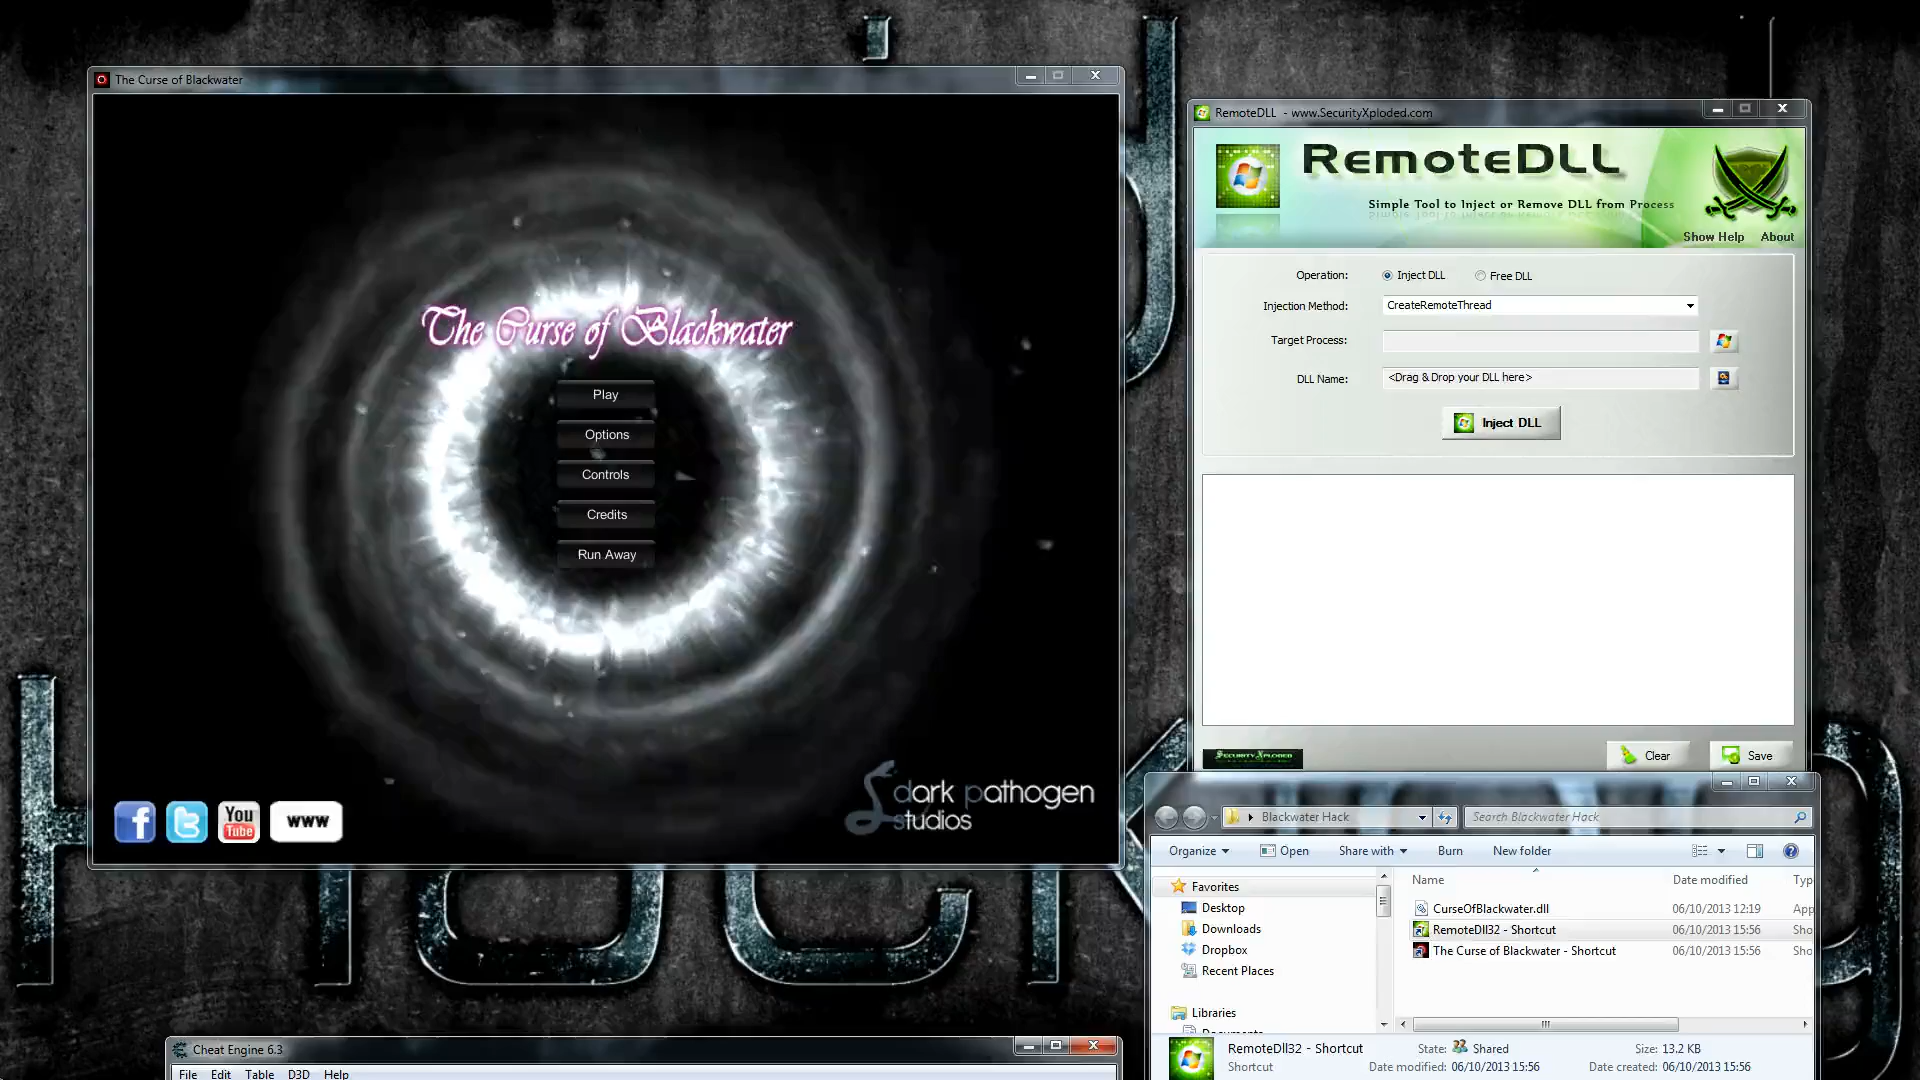 The Curse of Blackwater
The Curse of Blackwater
Play
Options
Controls
Credits
Run Away
You
Tube
www
dark pathogen
studios
RemoteDLL - www.SecurityXploded.com
RemoteDLL
Simple Tool to Inject or Remove DLL from Process
Show Help About
Operation: Inject DLL Free DLL
Injection Method: CreateRemoteThread
Target Process:
DLL Name: <Drag & Drop your DLL here>
Inject DLL
SecurityXploded
Clear Save
Blackwater Hack Search Blackwater Hack
Organize Open Share with Burn New folder
Name Date modified Typ
Favorites
Desktop
Downloads
Dropbox
Recent Places
Libraries
Documents
CurseOfBlackwater.dll 06/10/2013 12:19 App
RemoteDll32 - Shortcut 06/10/2013 15:56 Sho
The Curse of Blackwater - Shortcut 06/10/2013 15:56 Sho
RemoteDll32 - Shortcut State: Shared Size: 13.2 KB
Shortcut Date modified: 06/10/2013 15:56 Date created: 06/10/2013 15:56
Cheat Engine 6.3
File Edit Table D3D Help